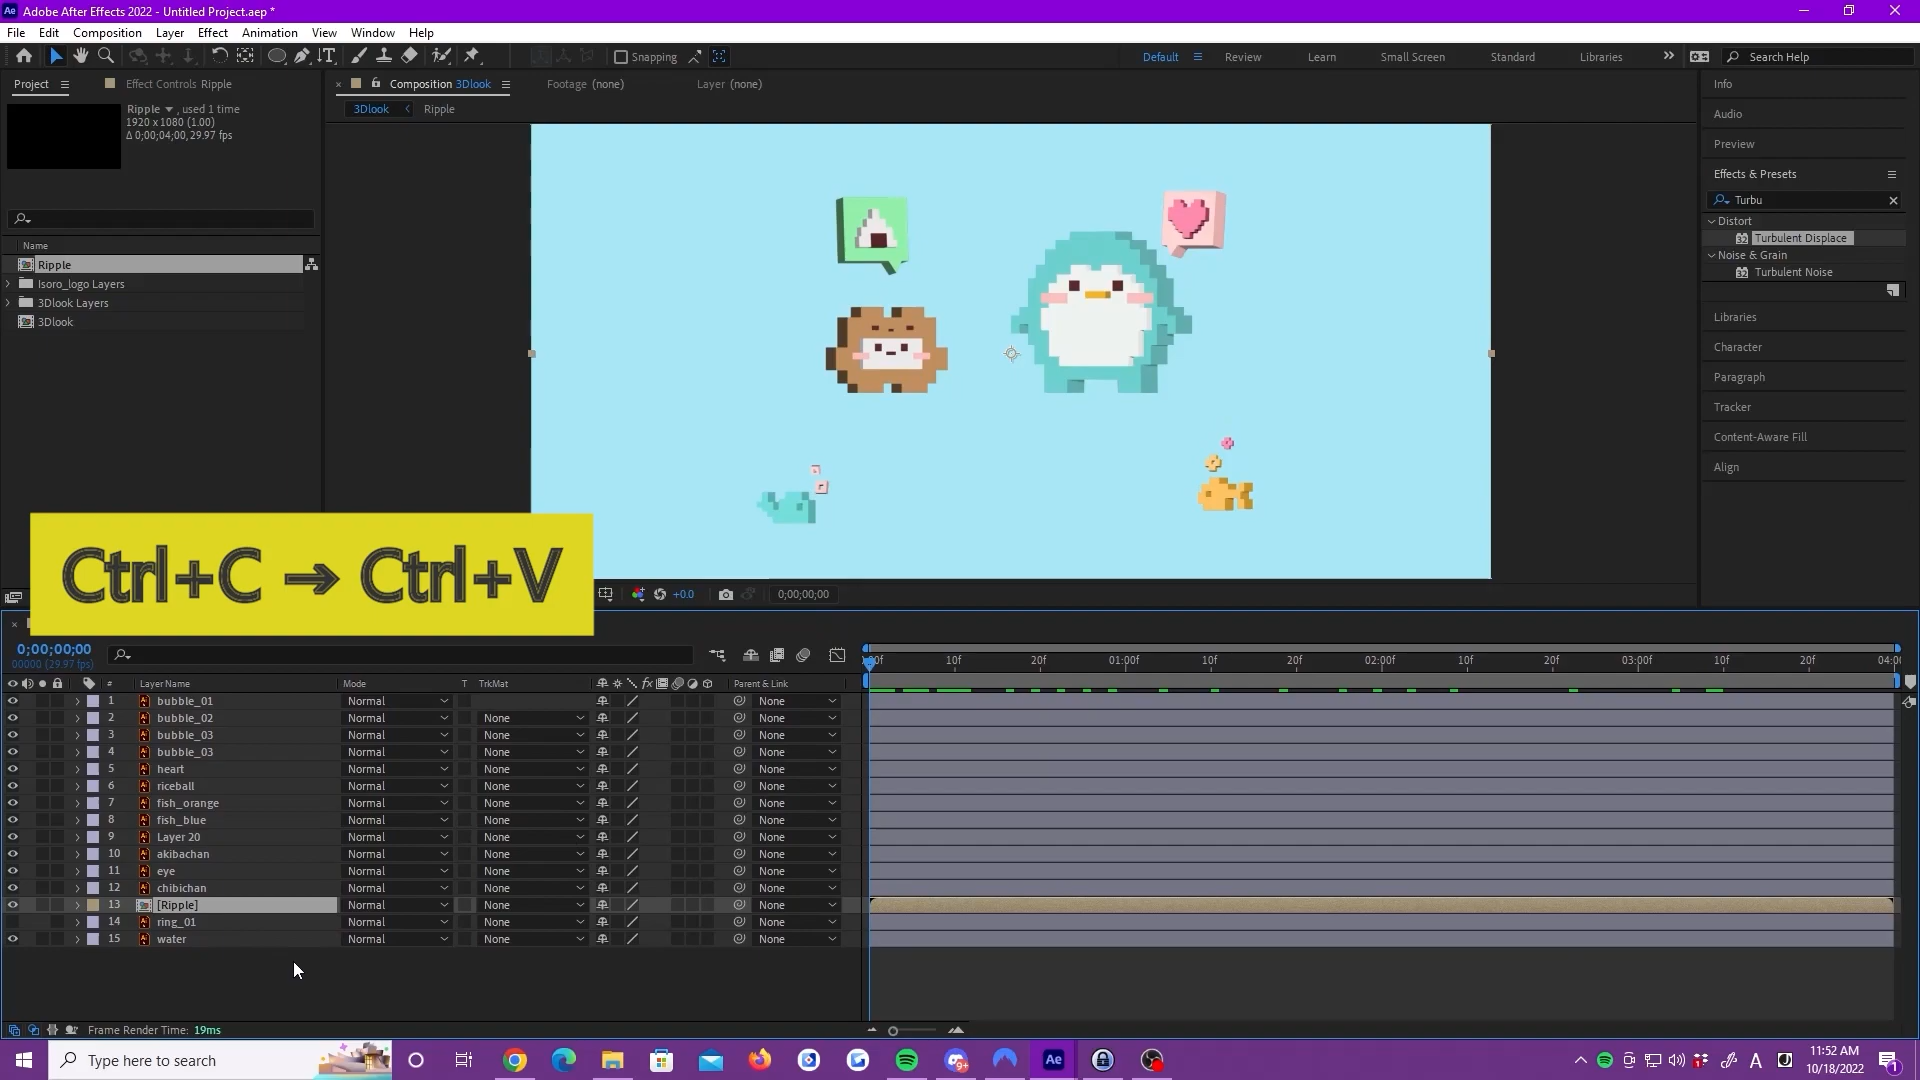 Adobe After Effects 2022 - Untitled Project.aep *
File Edit Composition Layer Effect Animation View Window Help
Snapping
Default Review Learn Small Screen Standard Libraries
Search Help
Project
Effect Controls Ripple
Composition 3Dlook
Footage (none)
Layer (none)
3Dlook
Ripple
Ripple , used 1 time
1920 x 1080 (1.00)
Δ 0;00;04;00, 29.97 fps
Name
Ripple
Isoro_logo Layers
3Dlook Layers
3Dlook
Info
Audio
Preview
Effects & Presets
Turbu
Distort
32 Turbulent Displace
Noise & Grain
32 Turbulent Noise
Libraries
Character
Paragraph
Tracker
Content-Aware Fill
Align
Ctrl+C → Ctrl+V
+0.0
0;00;00;00
0;00;00;00
00000 (29.97 fps)
10f 20f 01:00f 10f 20f 02:00f 10f 20f 03:00f 10f 20f
# Layer Name Mode T TrkMat Parent & Link
1 bubble_01 Normal None
2 bubble_02 Normal None None
3 bubble_03 Normal None None
4 bubble_03 Normal None None
5 heart Normal None None
6 riceball Normal None None
7 fish_orange Normal None None
8 fish_blue Normal None None
9 Layer 20 Normal None None
10 akibachan Normal None None
11 eye Normal None None
12 chibichan Normal None None
13 [Ripple] Normal None None
14 ring_01 Normal None None
15 water Normal None None
Frame Render Time: 19ms
Type here to search
Ae
11:52 AM
10/18/2022